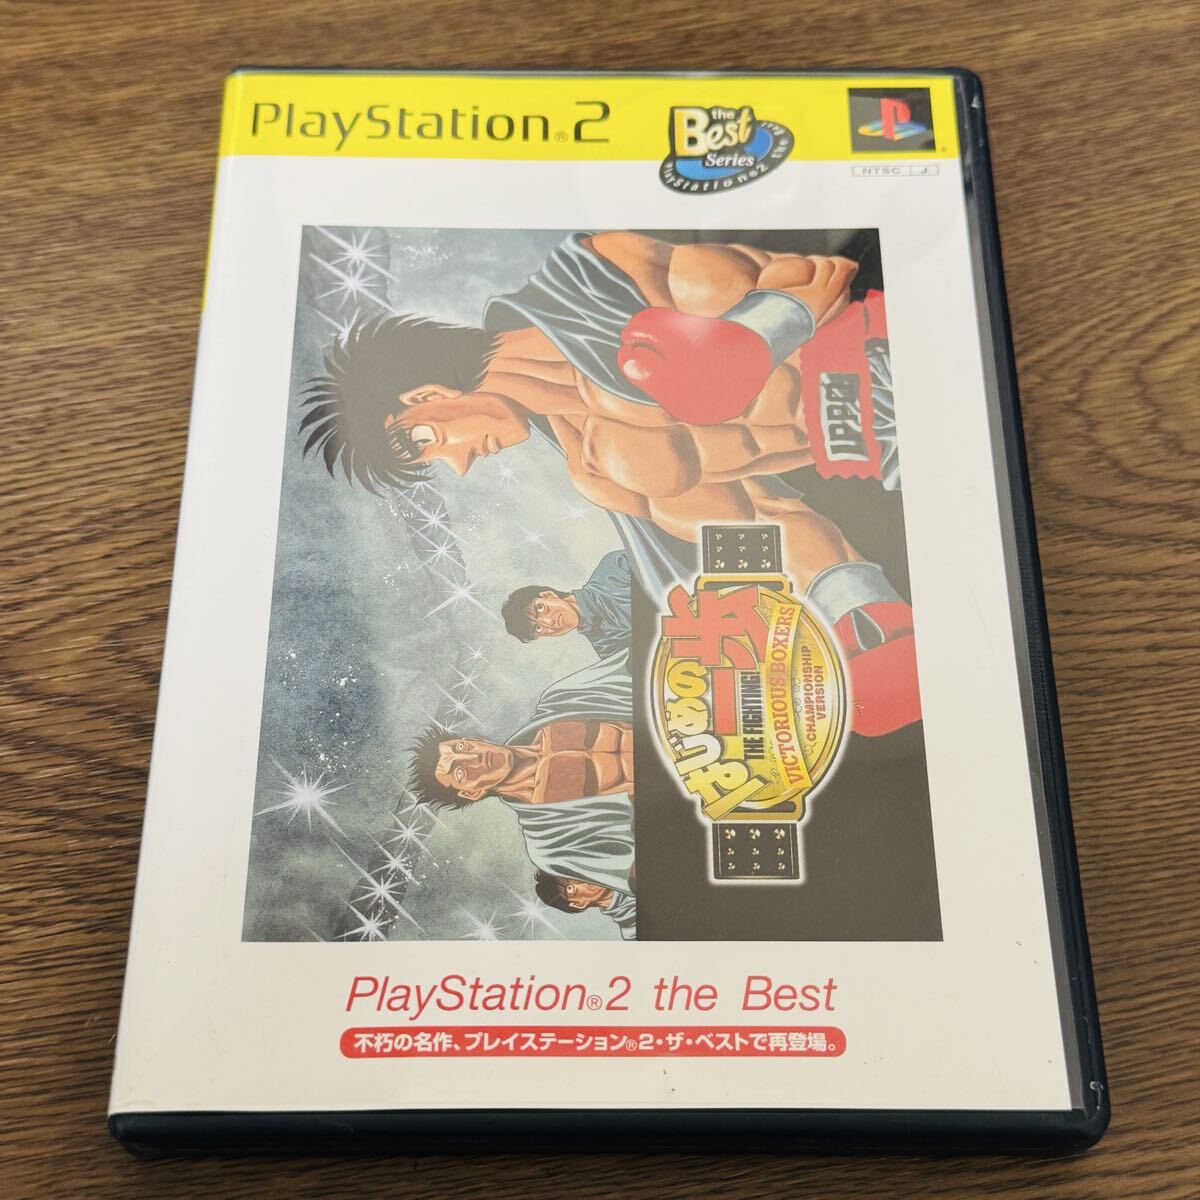 PlayStation®2
the
Best
Series
PlayStation®2 the Best
NTSC J
IPPO!
はじめの一歩
THE FIGHTING!
VICTORIOUS BOXERS
CHAMPIONSHIP
VERSION
PlayStation®2 the Best
不朽の名作、プレイステーション®2・ザ・ベストで再登場。